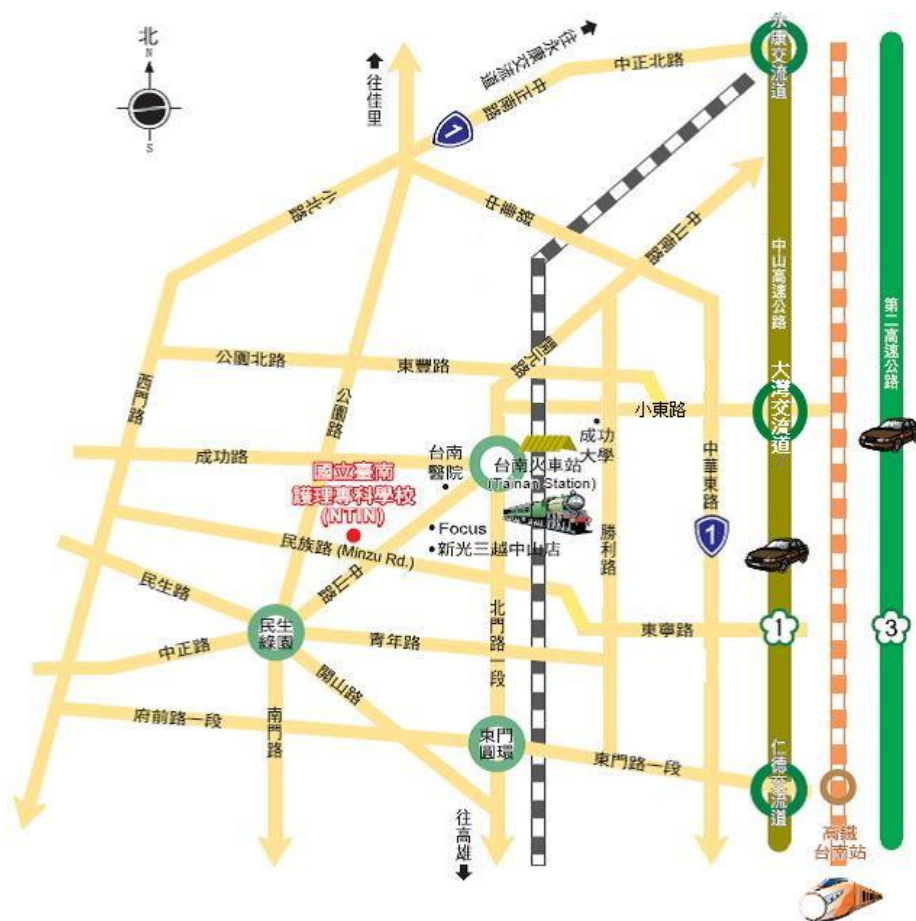 北
N
S
往佳里
往永康交流道
中正南路
1
中正北路
永康交流道
小北路
中華路
中山南路
中山高速公路
第二高速公路
公園北路
東豐路
開元路
西門路
公園路
小東路
大灣交流道
成功路
台南
醫院
台南火車站
(Tainan Station)
成功
大學
中華東路
國立臺南
護理專科學校
(NTIN)
Focus
新光三越中山店
民族路 (Minzu Rd.)
勝利路
1
民生路
中山路
民生
綠園
北門路一段
東寧路
1
3
中正路
青年路
開山路
府前路一段
南門路
東門
圓環
東門路一段
仁德交流道
往高雄
高鐵
台南站